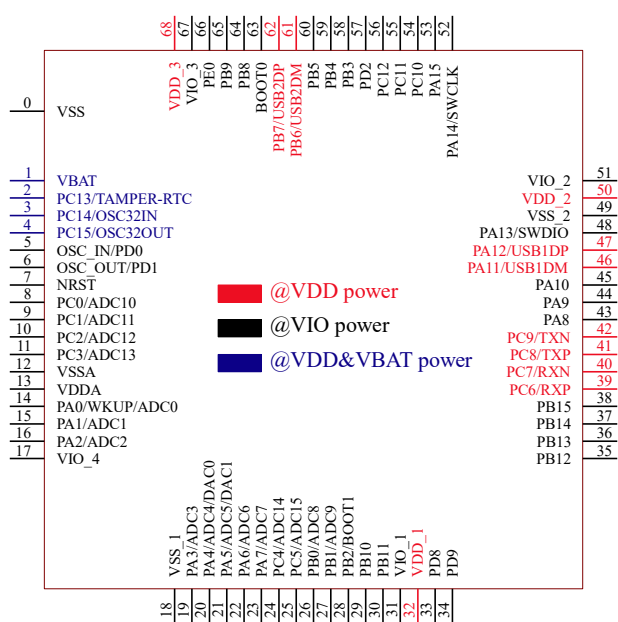 68
67
66
65
64
63
62
61
60
59
58
57
56
55
54
53
52
VDD_3
VIO_3
PE0
PB9
PB8
BOOT0
PB7/USB2DP
PB6/USB2DM
PB5
PB4
PB3
PD2
PC12
PC11
PC10
PA15
PA14/SWCLK
0 VSS
1 VBAT
2 PC13/TAMPER-RTC
3 PC14/OSC32IN
4 PC15/OSC32OUT
5 OSC_IN/PD0
6 OSC_OUT/PD1
7 NRST
8 PC0/ADC10
9 PC1/ADC11
10 PC2/ADC12
11 PC3/ADC13
12 VSSA
13 VDDA
14 PA0/WKUP/ADC0
15 PA1/ADC1
16 PA2/ADC2
17 VIO_4
@VDD power
@VIO power
@VDD&VBAT power
VIO_2 51
VDD_2 50
VSS_2 49
PA13/SWDIO 48
PA12/USB1DP 47
PA11/USB1DM 46
PA10 45
PA9 44
PA8 43
PC9/TXN 42
PC8/TXP 41
PC7/RXN 40
PC6/RXP 39
PB15 38
PB14 37
PB13 36
PB12 35
VSS_1
PA3/ADC3
PA4/ADC4/DAC0
PA5/ADC5/DAC1
PA6/ADC6
PA7/ADC7
PC4/ADC14
PC5/ADC15
PB0/ADC8
PB1/ADC9
PB2/BOOT1
PB10
PB11
VIO_1
VDD_1
PD8
PD9
18
19
20
21
22
23
24
25
26
27
28
29
30
31
32
33
34